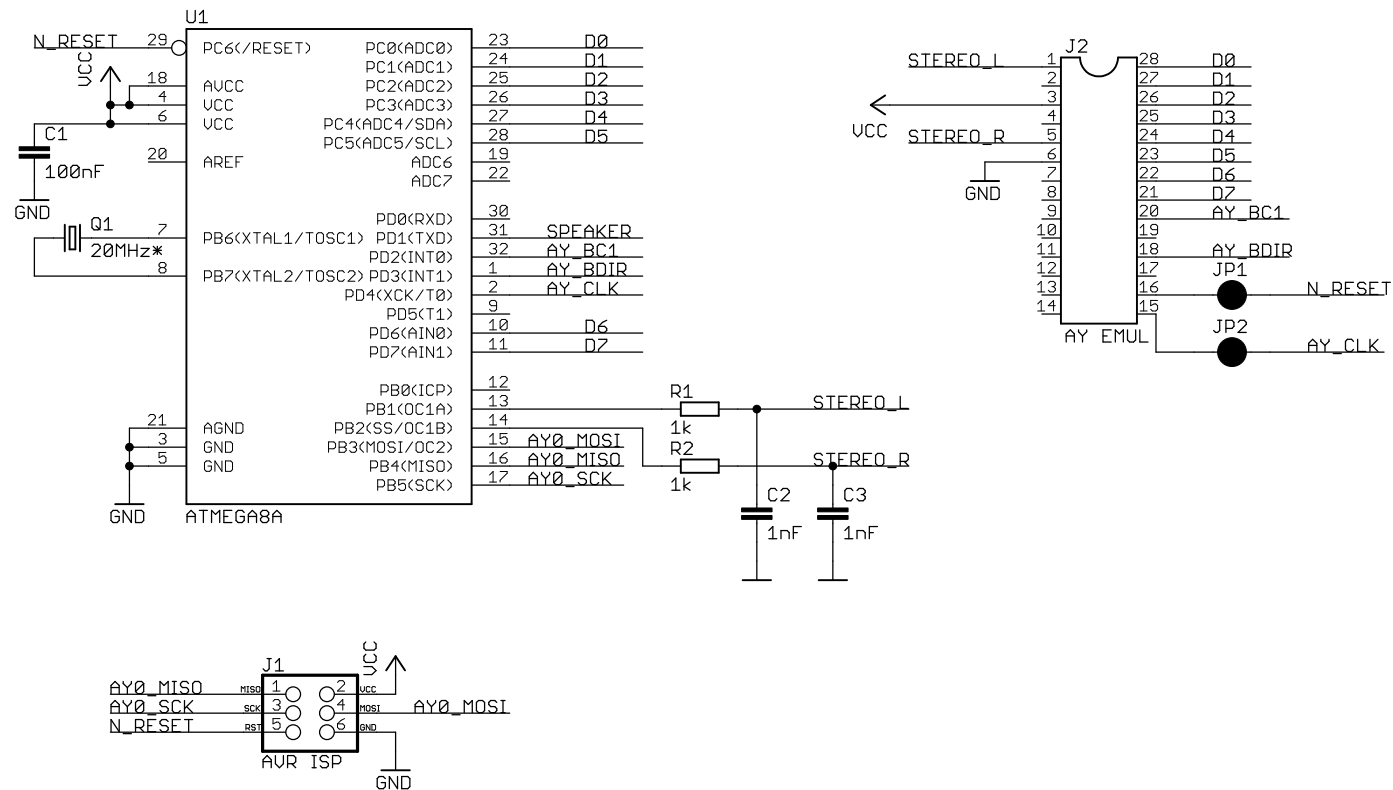 U1
N_RESET 29 PC6(/RESET) PC0(ADC0) 23 D0
VCC
PC1(ADC1) 24 D1
18 AVCC PC2(ADC2) 25 D2
4 VCC PC3(ADC3) 26 D3
6 VCC PC4(ADC4/SDA) 27 D4
C1
100nF
GND
PC5(ADC5/SCL) 28 D5
20 AREF ADC6 19
ADC7 22
PD0(RXD) 30
Q1
20MHz*
7 PB6(XTAL1/TOSC1) PD1(TXD) 31 SPEAKER
PD2(INT0) 32 AY_BC1
8 PB7(XTAL2/TOSC2) PD3(INT1) 1 AY_BDIR
PD4(XCK/T0) 2 AY_CLK
PD5(T1) 9
PD6(AIN0) 10 D6
PD7(AIN1) 11 D7
PB0(ICP) 12
PB1(OC1A) 13
21 AGND PB2(SS/OC1B) 14
3 GND PB3(MOSI/OC2) 15 AY0_MOSI
5 GND PB4(MISO) 16 AY0_MISO
PB5(SCK) 17 AY0_SCK
GND
ATMEGA8A
R1
1k
STEREO_L
R2
1k
STEREO_R
C2
1nF
C3
1nF
J2
STEREO_L 1 28 D0
2 27 D1
VCC 3 26 D2
4 25 D3
STEREO_R 5 24 D4
6 23 D5
GND
7 22 D6
8 21 D7
9 20 AY_BC1
10 19
11 18 AY_BDIR
12 17
JP1
13 16 N_RESET
14 15
JP2
AY_CLK
AY EMUL
J1
VCC
AY0_MISO MISO 1 2 VCC
AY0_SCK SCK 3 4 MOSI AY0_MOSI
N_RESET RST 5 6 GND
AVR ISP
GND